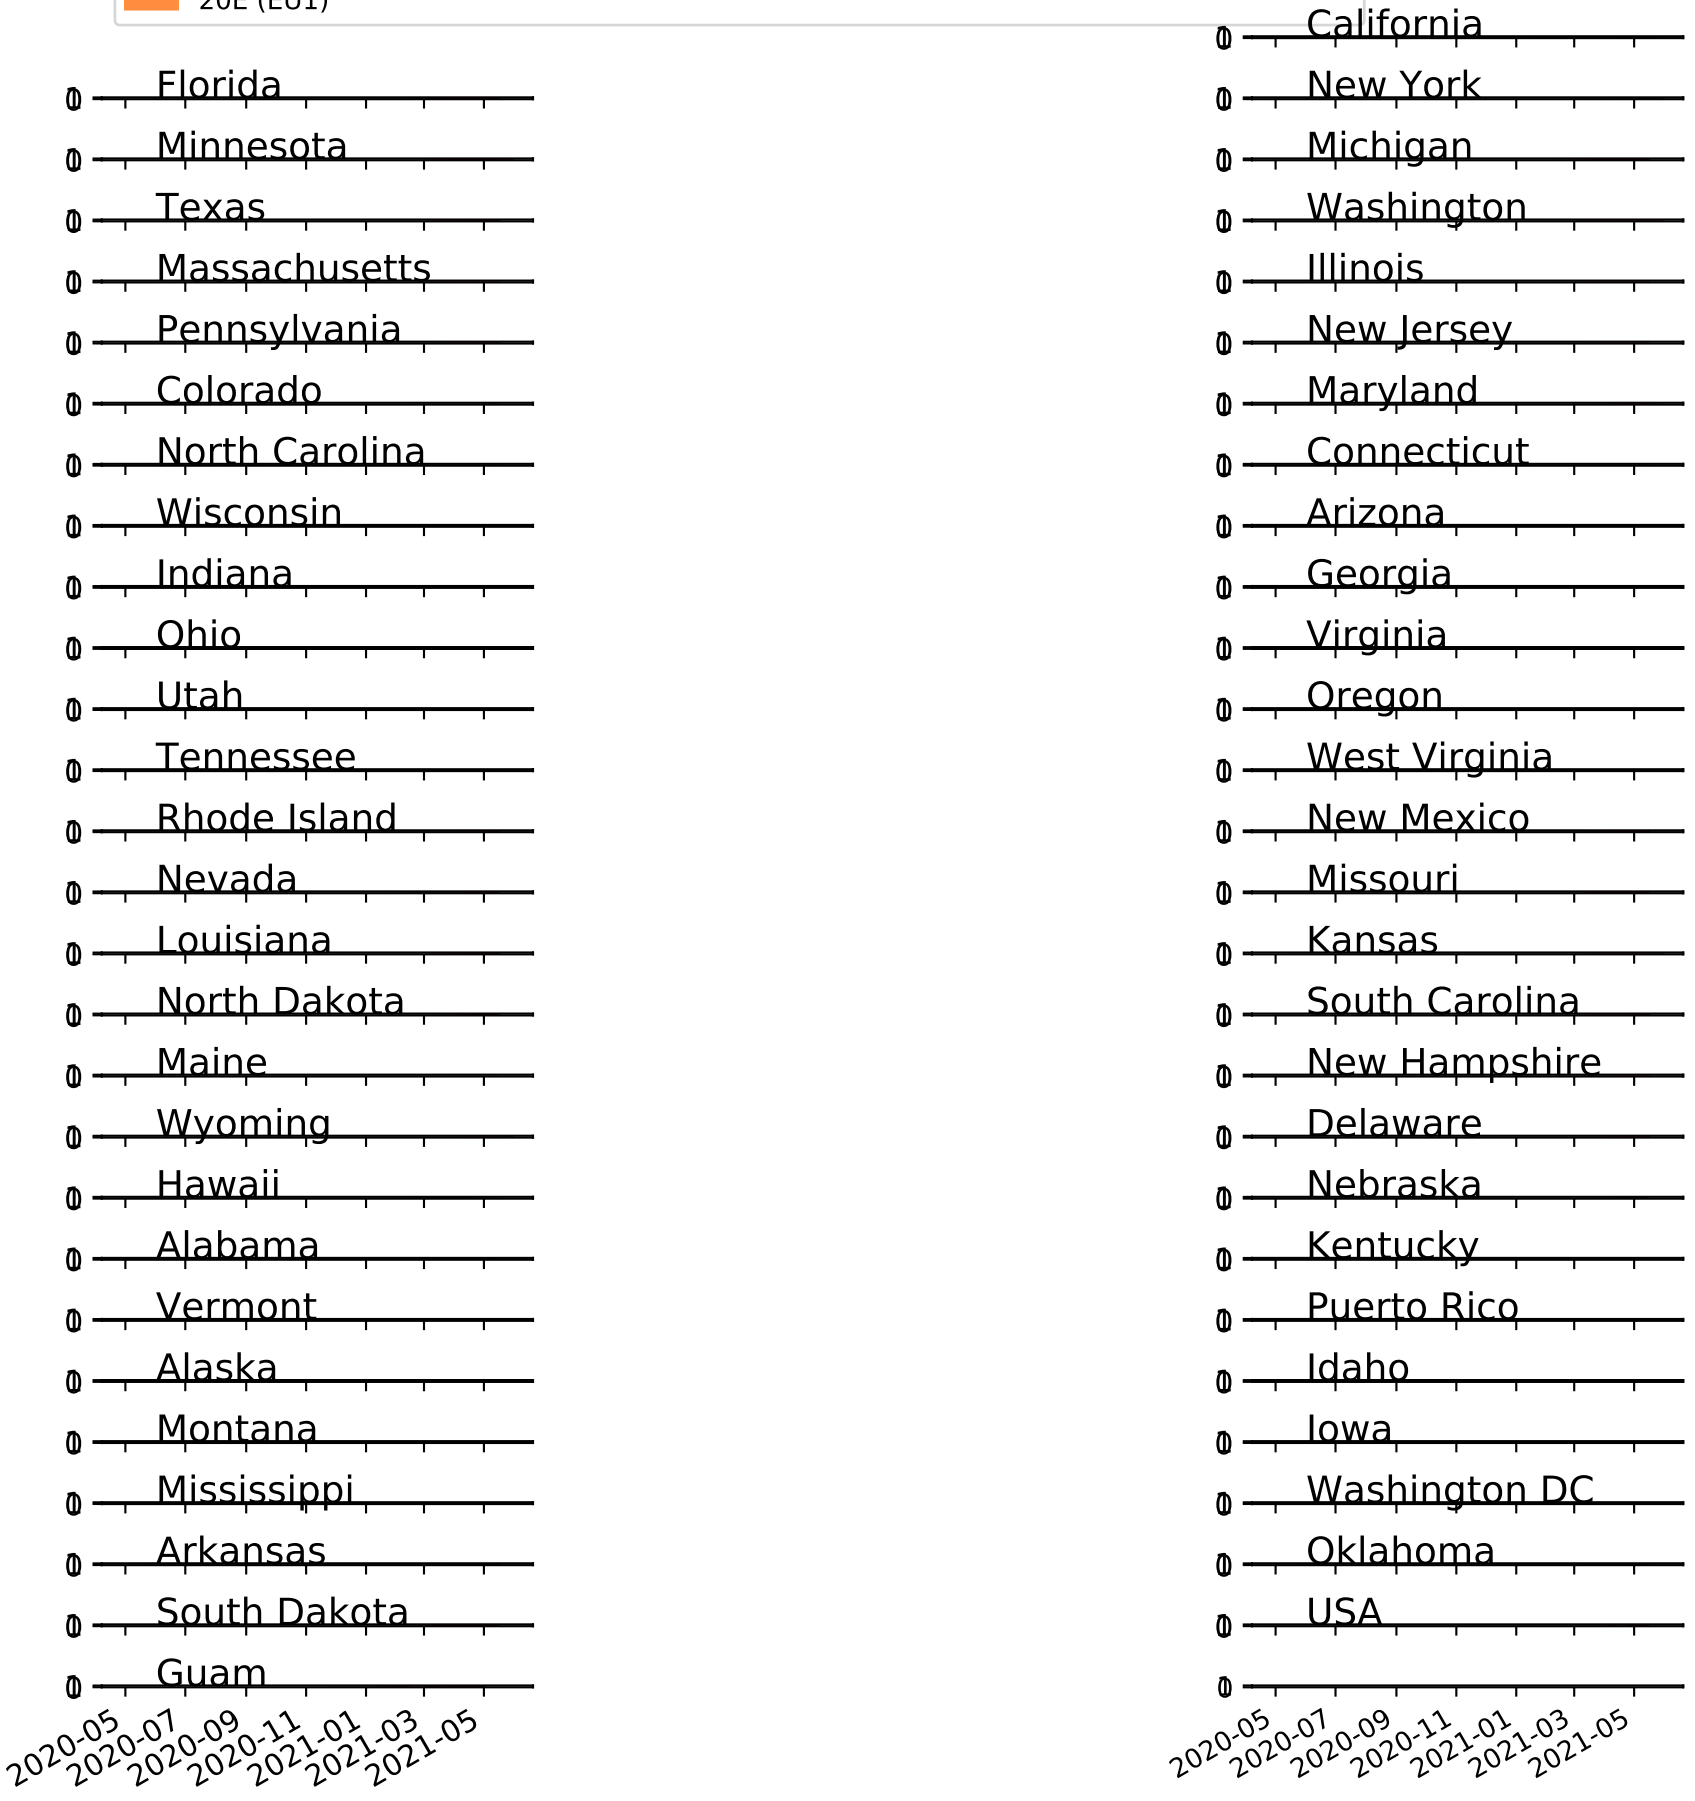 20E (EU1)
California
Florida
New York
Minnesota
Michigan
Texas
Washington
Massachusetts
Illinois
Pennsylvania
New Jersey
Colorado
Maryland
North Carolina
Connecticut
Wisconsin
Arizona
Indiana
Georgia
Ohio
Virginia
Utah
Oregon
Tennessee
West Virginia
Rhode Island
New Mexico
Nevada
Missouri
Louisiana
Kansas
North Dakota
South Carolina
Maine
New Hampshire
Wyoming
Delaware
Hawaii
Nebraska
Alabama
Kentucky
Vermont
Puerto Rico
Alaska
Idaho
Montana
Iowa
Mississippi
Washington DC
Arkansas
Oklahoma
South Dakota
USA
Guam
2020-05 2020-07 2020-09 2020-11 2021-01 2021-03 2021-05
2020-05 2020-07 2020-09 2020-11 2021-01 2021-03 2021-05